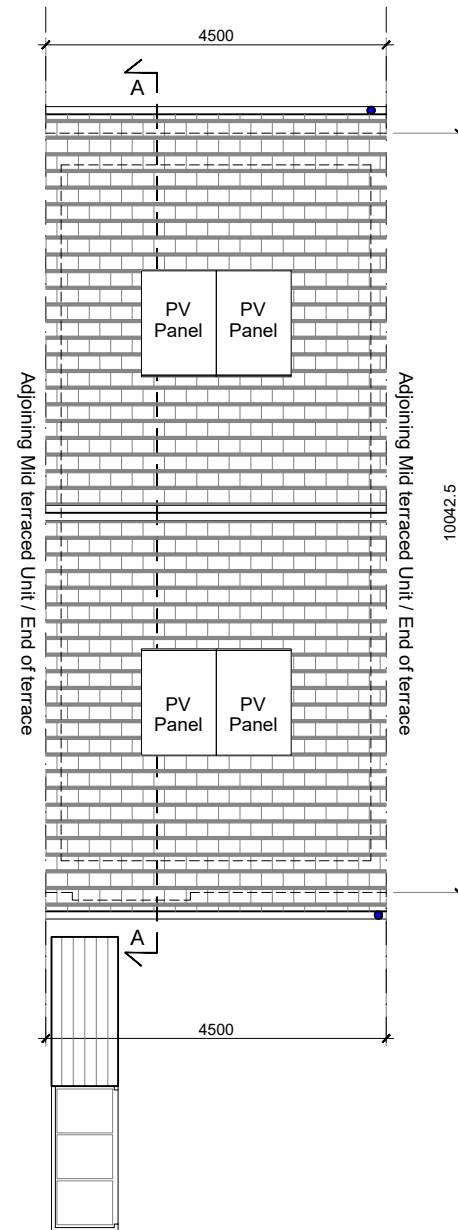 4500
A
PV
Panel
PV
Panel
Adjoining Mid terraced Unit / End of terrace
Adjoining Mid terraced Unit / End of terrace
10042.5
PV
Panel
PV
Panel
A
4500